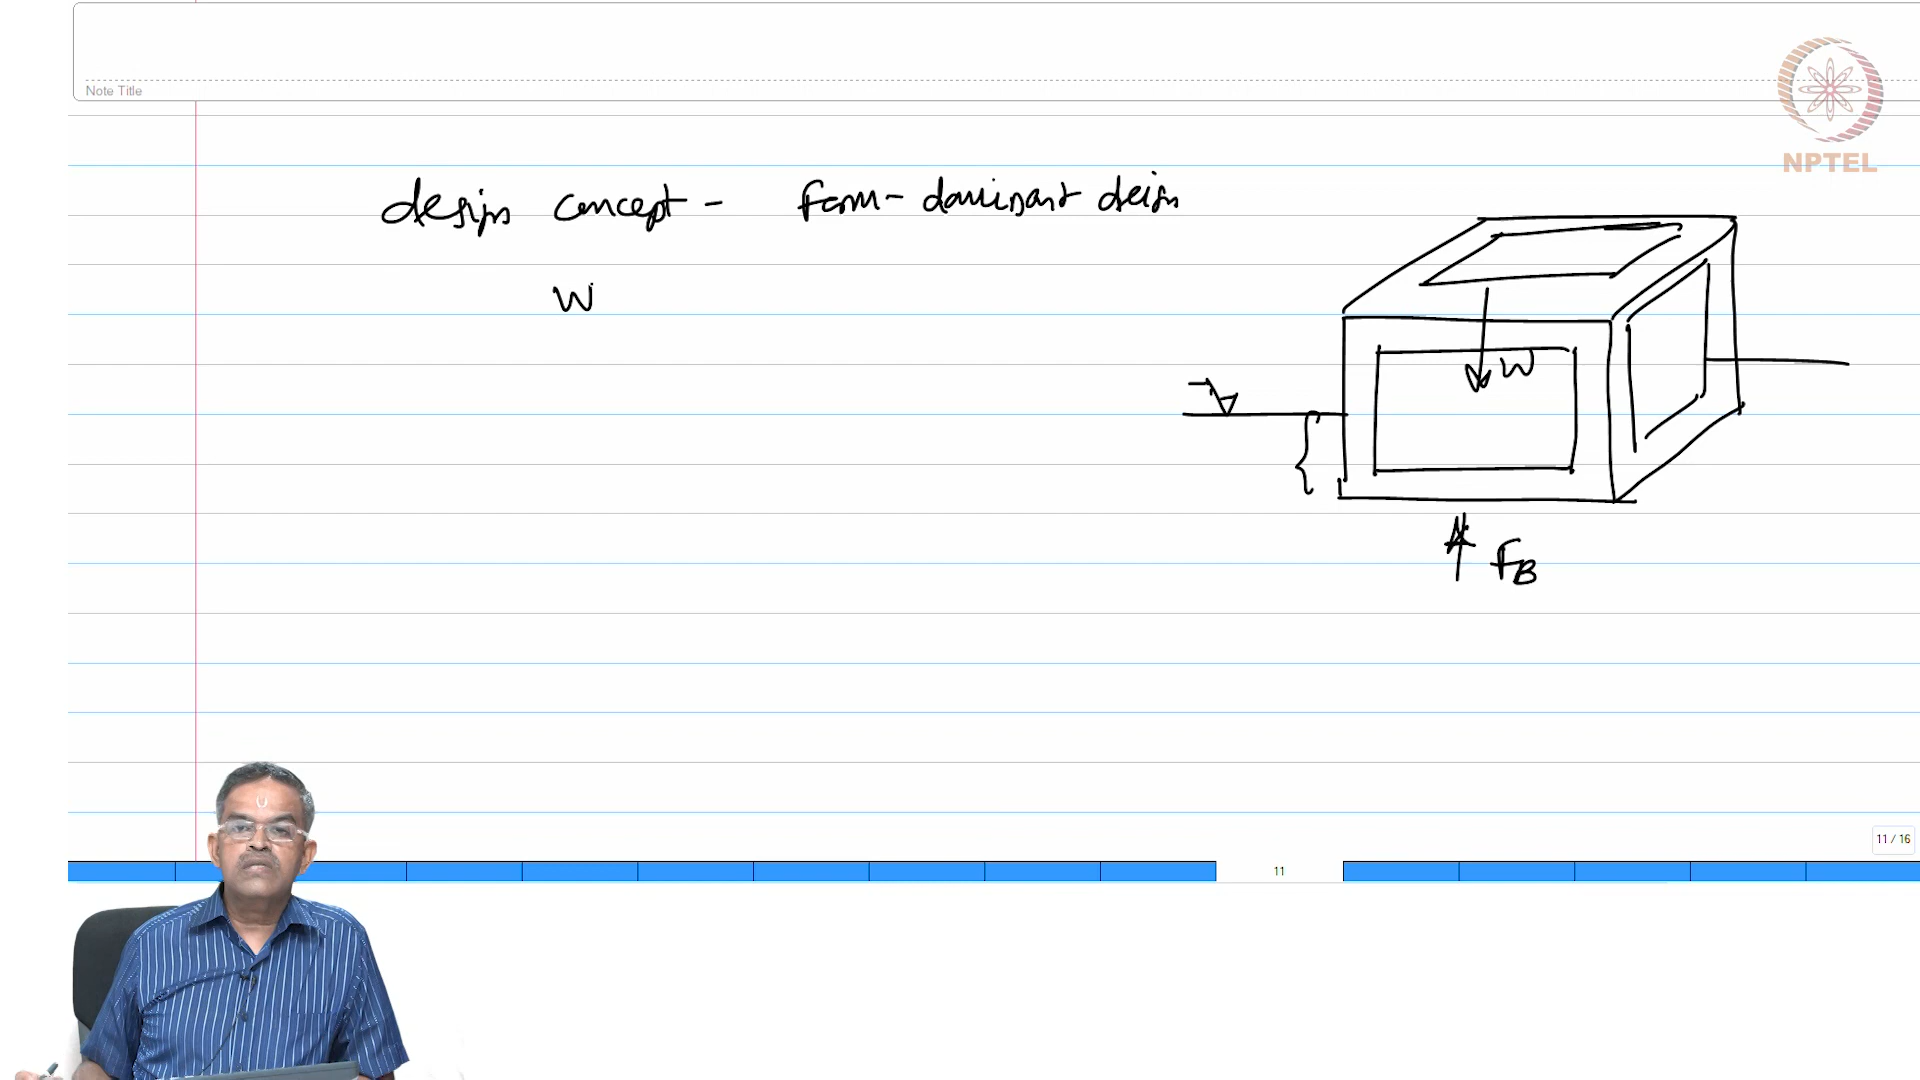 NPTEL
Note Title
design concept - form-dominant design
W
W
FB
11 / 16
11